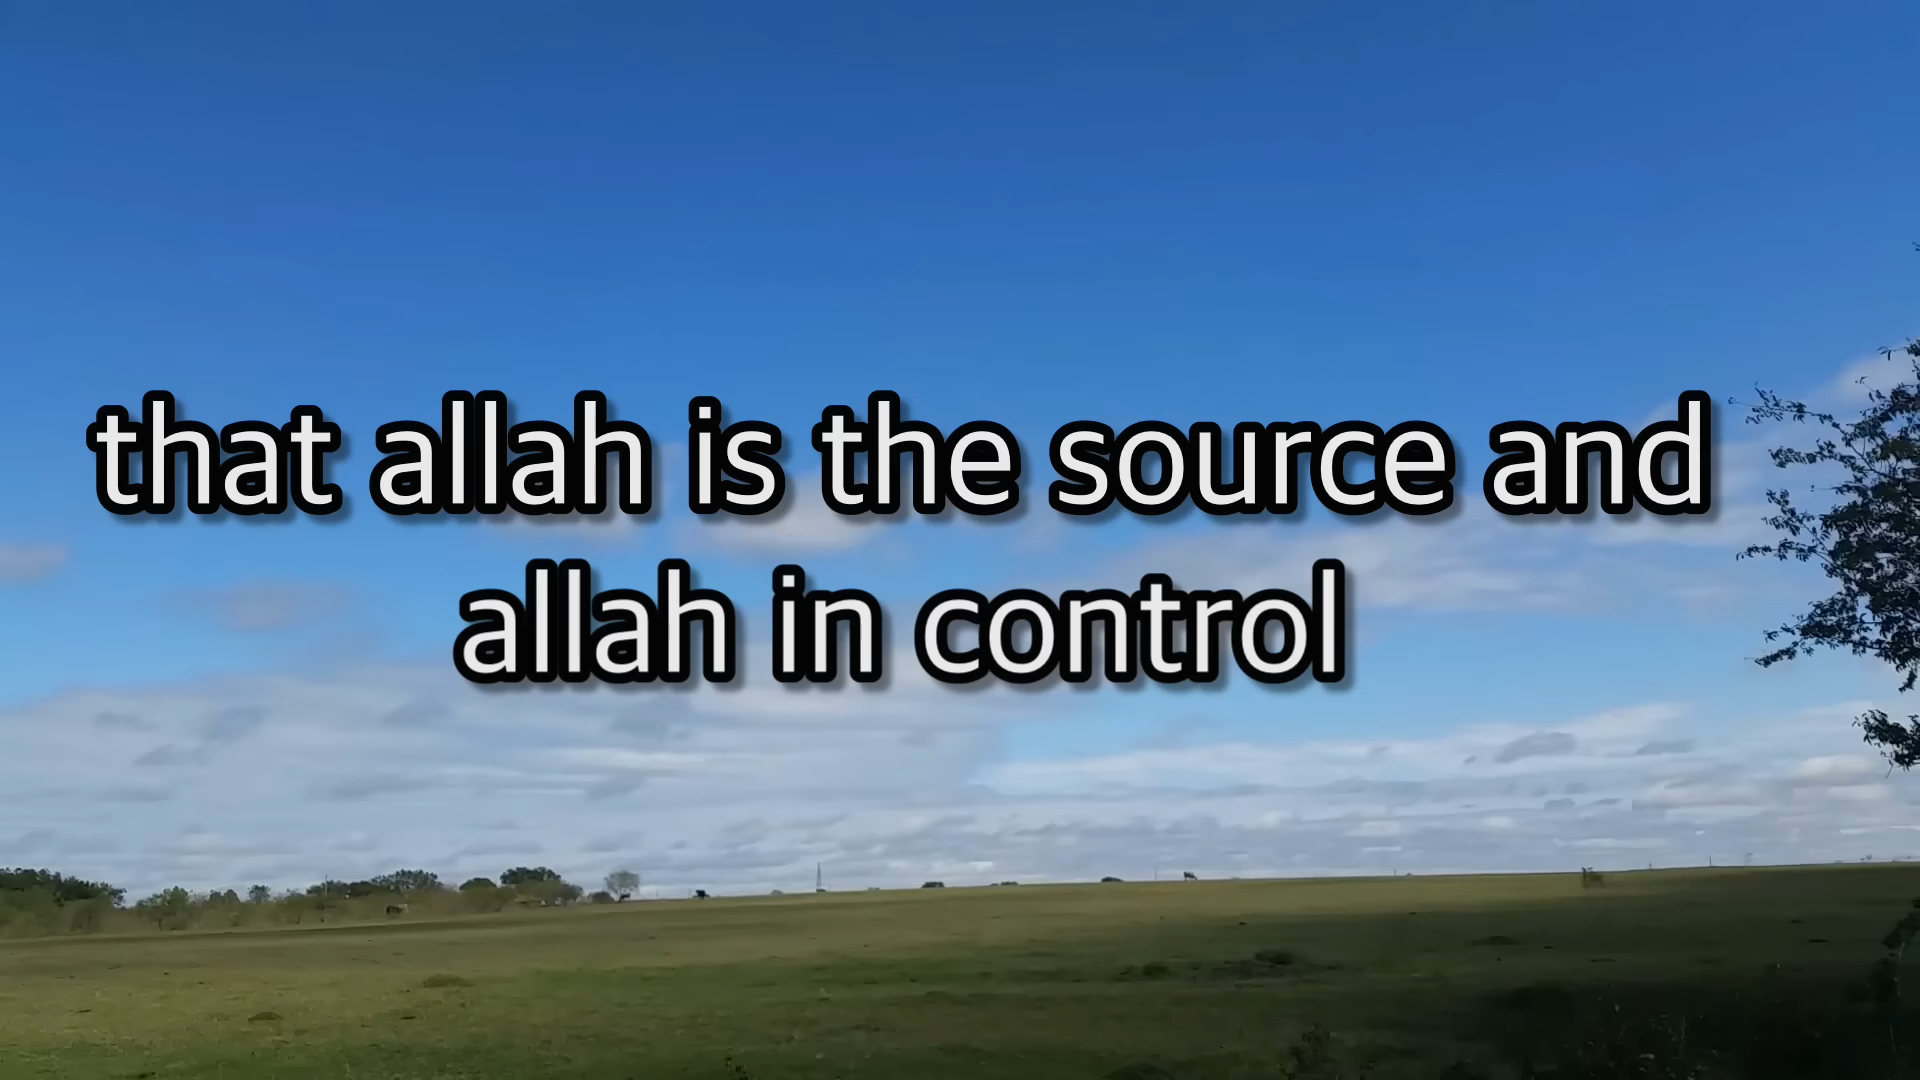 that allah is the source and
allah in control